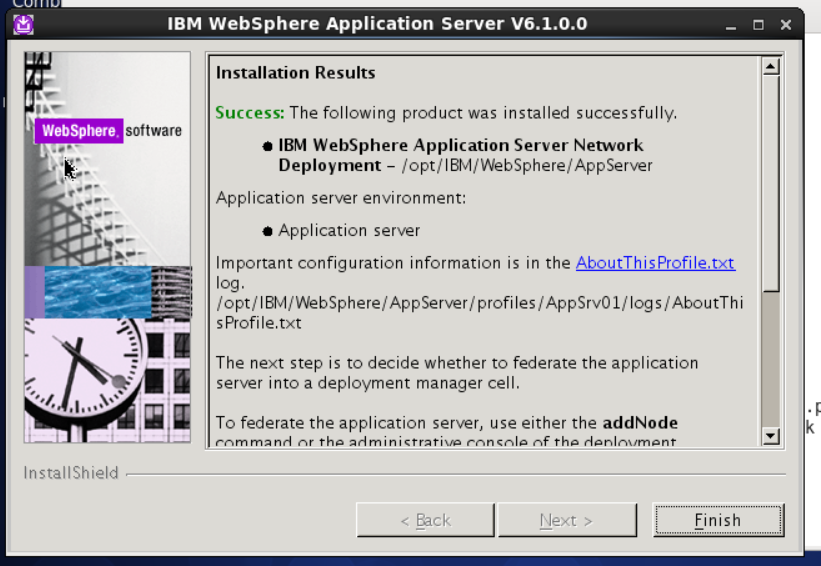 Comb
IBM WebSphere Application Server V6.1.0.0
WebSphere. software
Installation Results
Success: The following product was installed successfully.
● IBM WebSphere Application Server Network
Deployment – /opt/IBM/WebSphere/AppServer
Application server environment:
● Application server
Important configuration information is in the AboutThisProfile.txt
log.
/opt/IBM/WebSphere/AppServer/profiles/AppSrv01/logs/AboutThi
sProfile.txt
The next step is to decide whether to federate the application
server into a deployment manager cell.
To federate the application server, use either the addNode
command or the administrative console of the deployment
.p
k
InstallShield
< Back
Next >
Finish